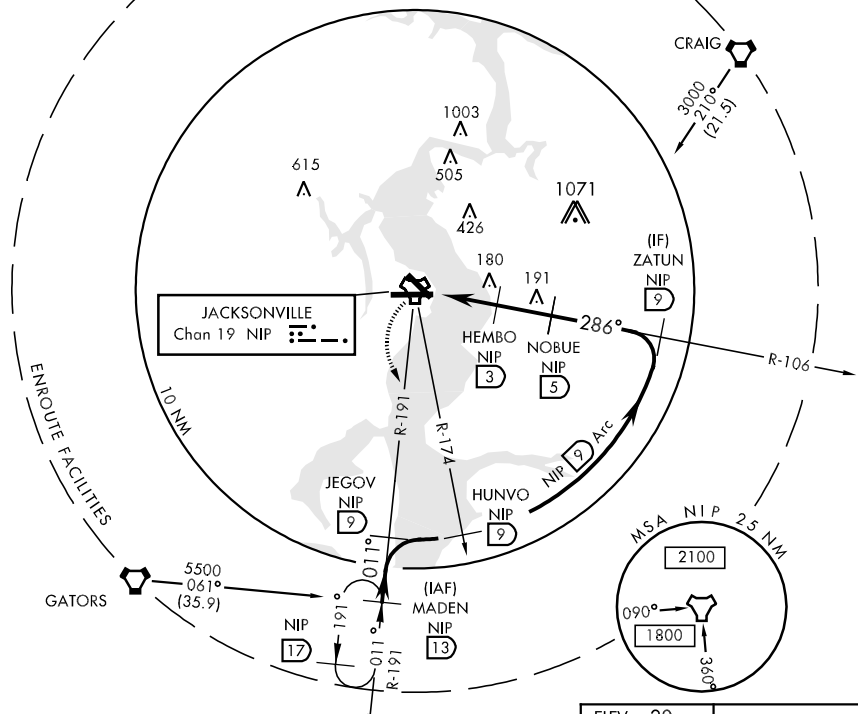 CRAIG
3000
210°
(21.5)
1003
505
615
426
1071
(IF)
ZATUN
NIP
9
180
191
JACKSONVILLE
Chan 19 NIP
286°
HEMBO
NIP
3
NOBUE
NIP
5
R-106
ENROUTE FACILITIES
10 NM
R-191
R-174
NIP 9 Arc
JEGOV
NIP
9
HUNVO
NIP
9
011°
MSA NIP 25 NM
2100
090°
1800
360°
GATORS
5500
061°
(35.9)
(IAF)
MADEN
NIP
13
191°
011°
R-191
NIP
17